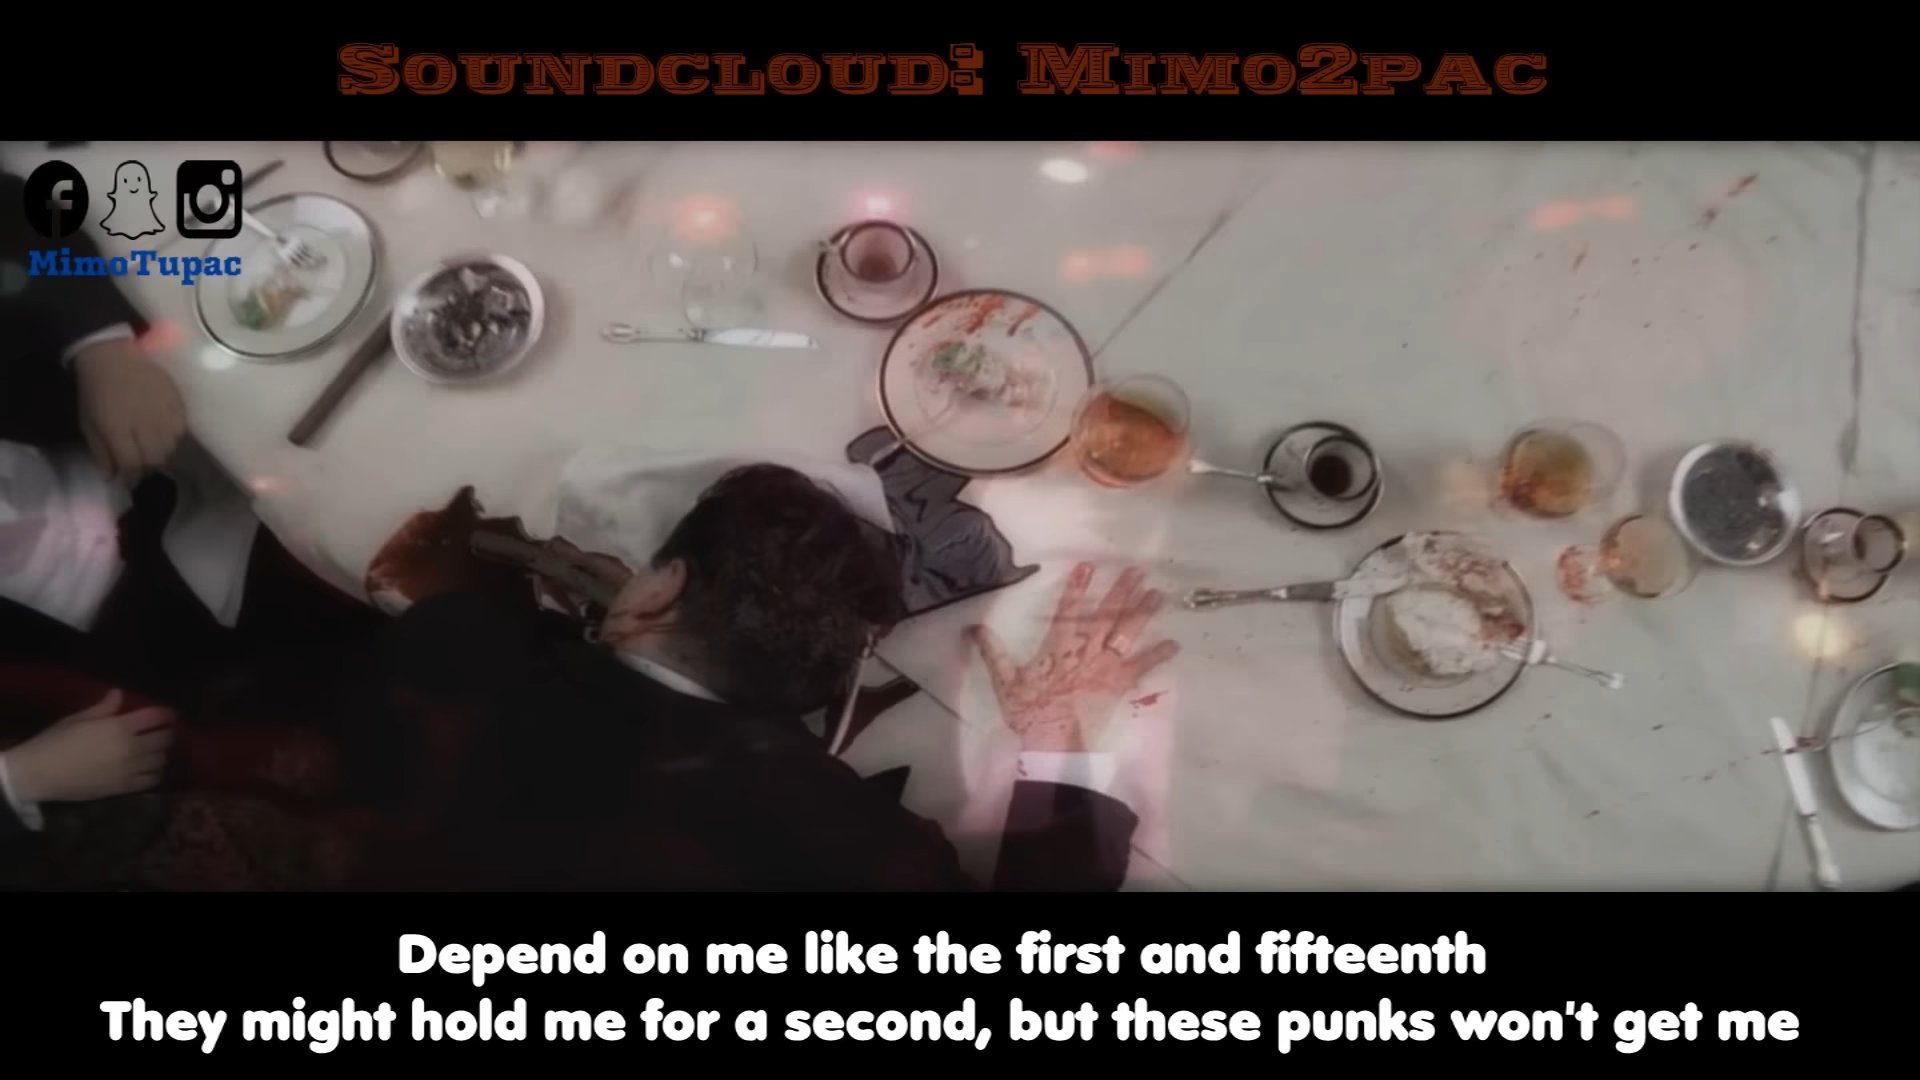 Soundcloud: Mimo2pac
MimoTupac
Depend on me like the first and fifteenth
They might hold me for a second, but these punks won't get me